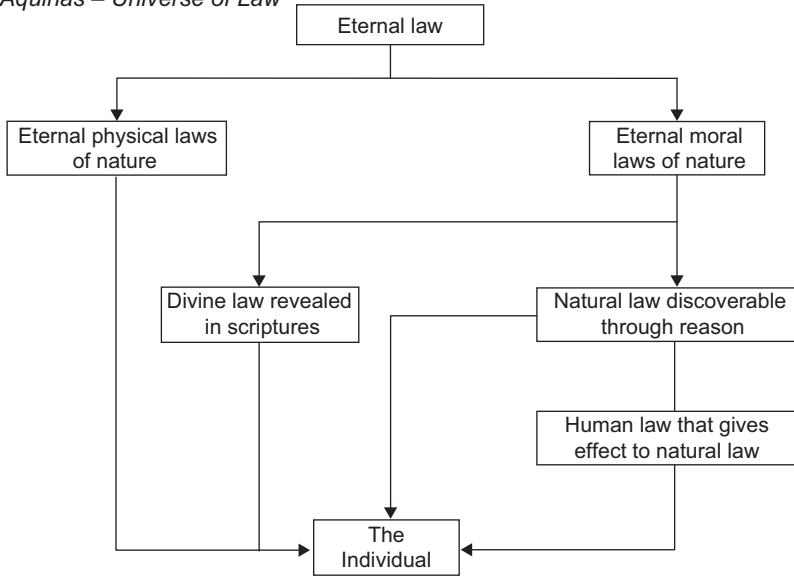 Aquinas – Universe of Law
Eternal law
Eternal physical laws
of nature
Eternal moral
laws of nature
Divine law revealed
in scriptures
Natural law discoverable
through reason
Human law that gives
effect to natural law
The
Individual